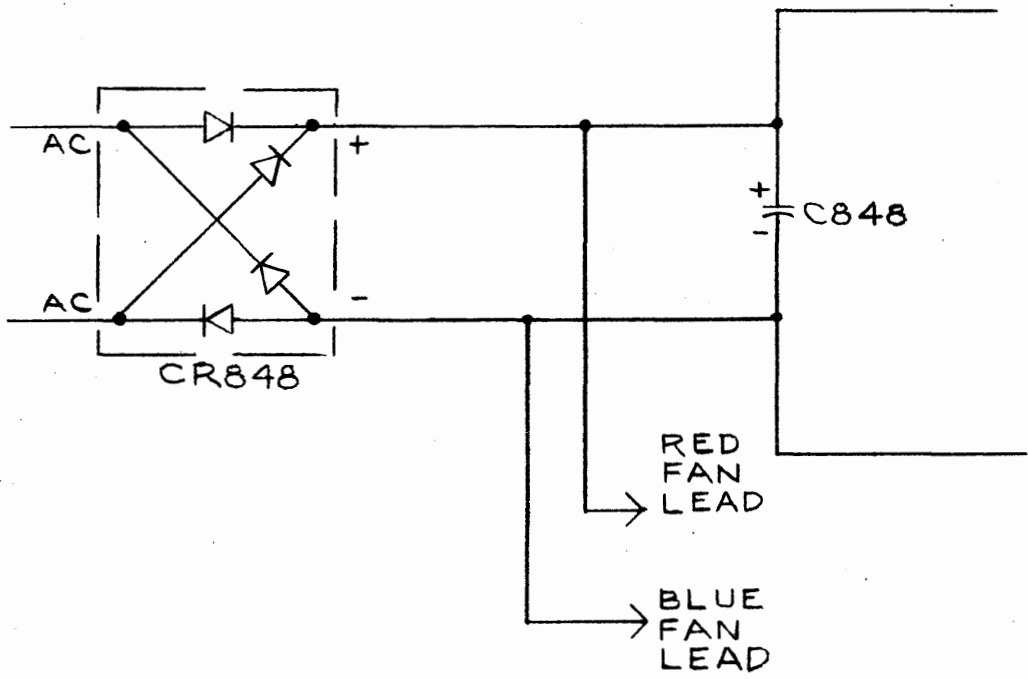 AC
+
+
C848
-
AC
-
CR848
RED
FAN
LEAD
BLUE
FAN
LEAD